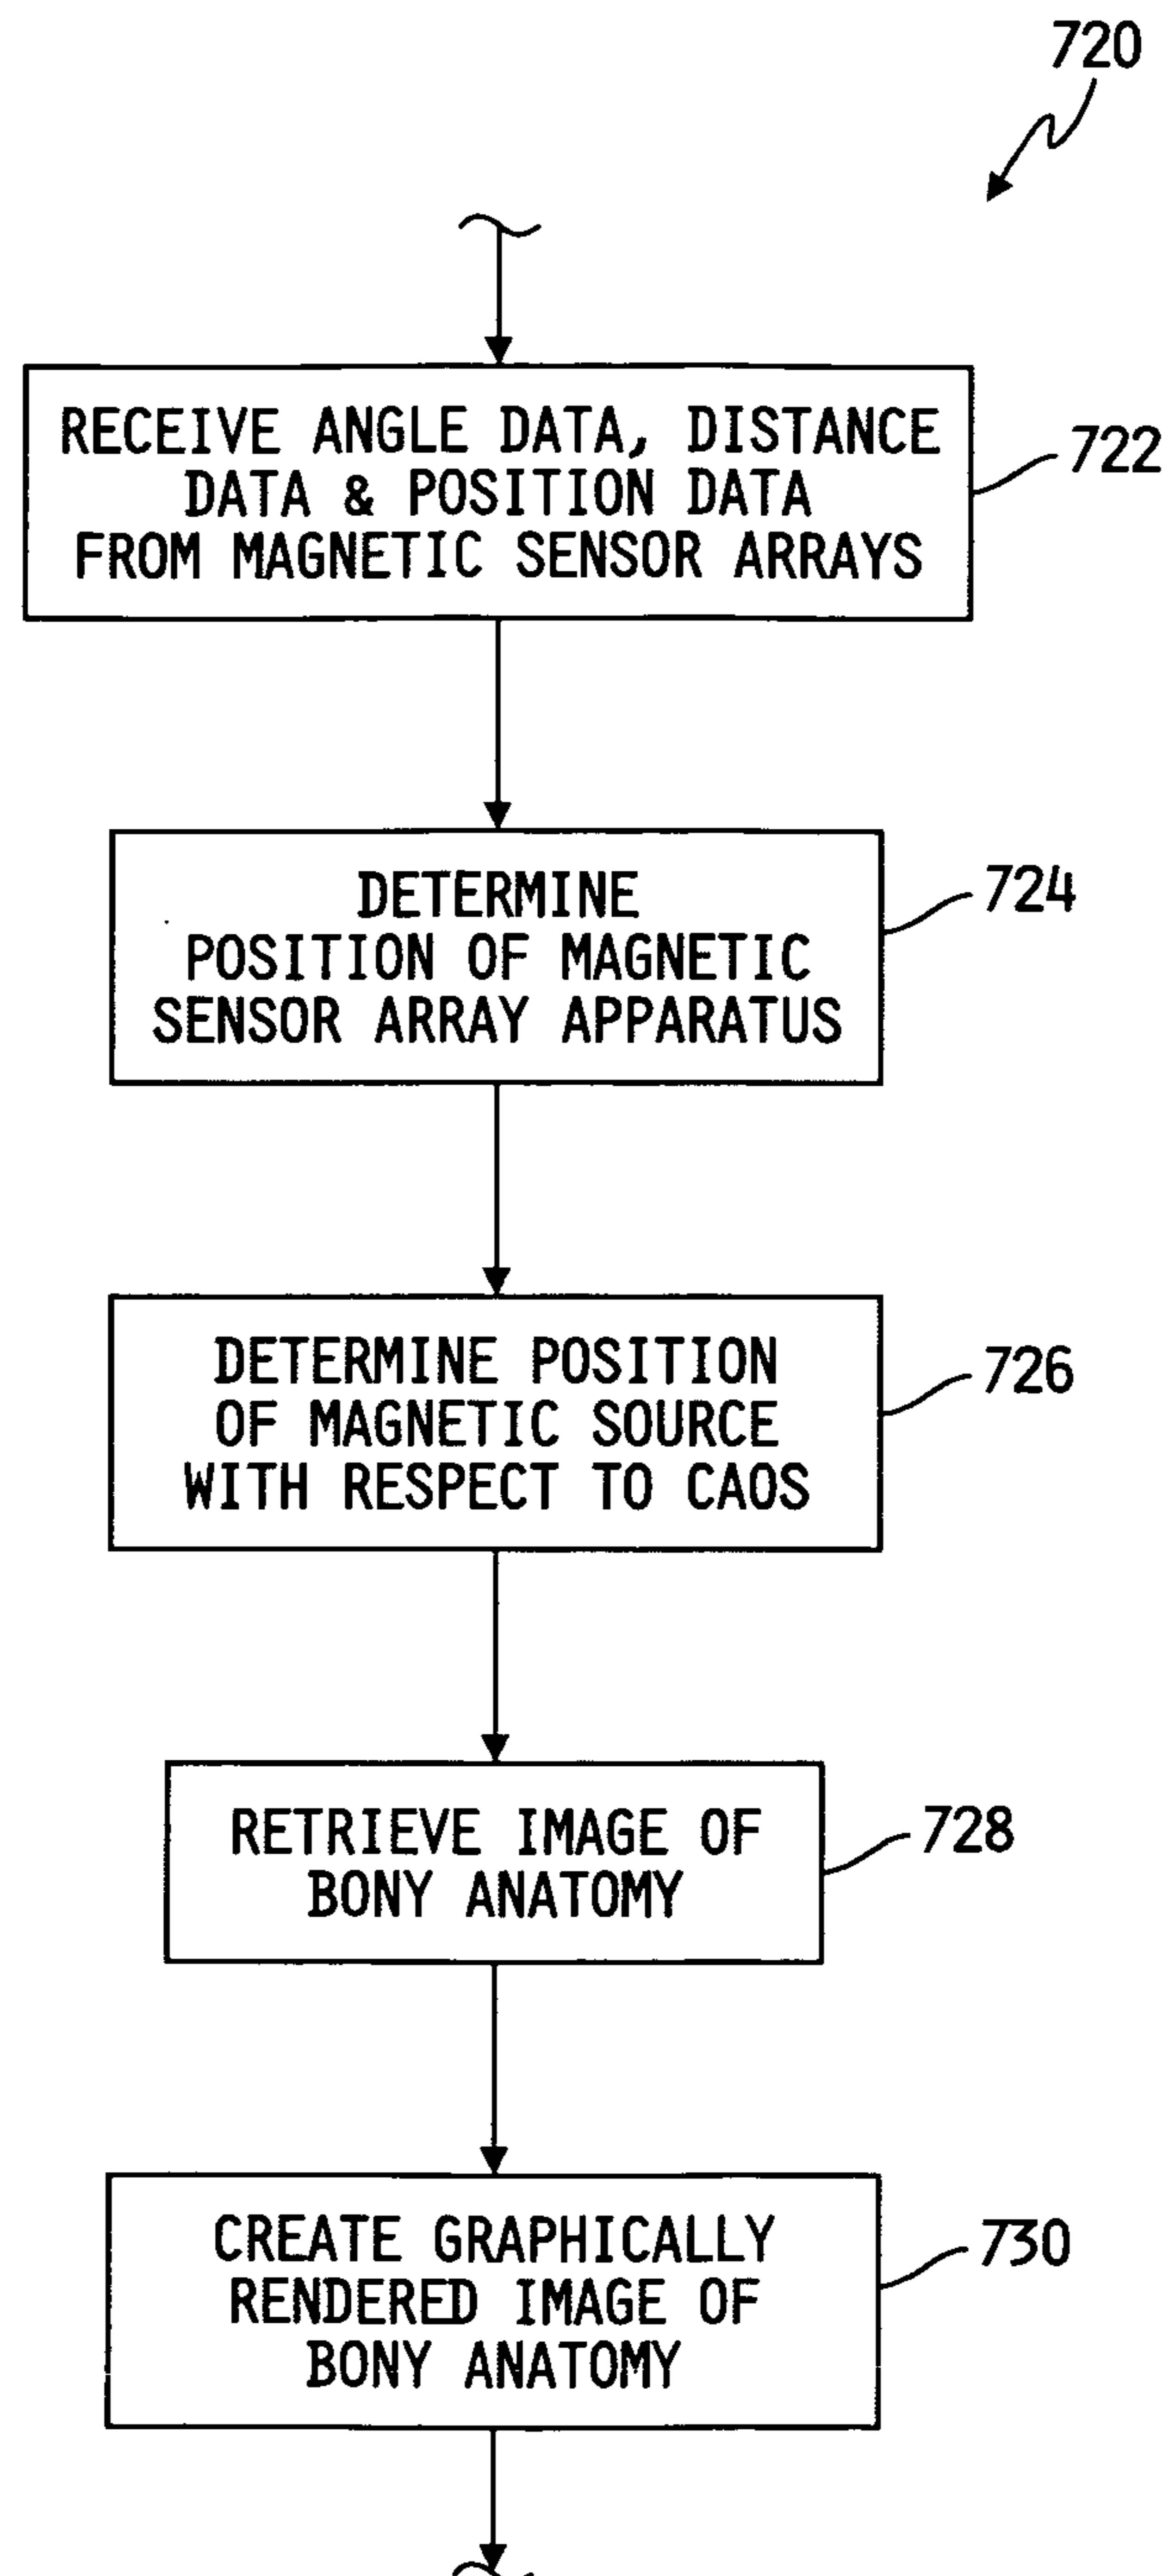 720
RECEIVE ANGLE DATA, DISTANCE
DATA & POSITION DATA
FROM MAGNETIC SENSOR ARRAYS
722
DETERMINE
POSITION OF MAGNETIC
SENSOR ARRAY APPARATUS
724
DETERMINE POSITION
OF MAGNETIC SOURCE
WITH RESPECT TO CAOS
726
RETRIEVE IMAGE OF
BONY ANATOMY
728
CREATE GRAPHICALLY
RENDERED IMAGE OF
BONY ANATOMY
730